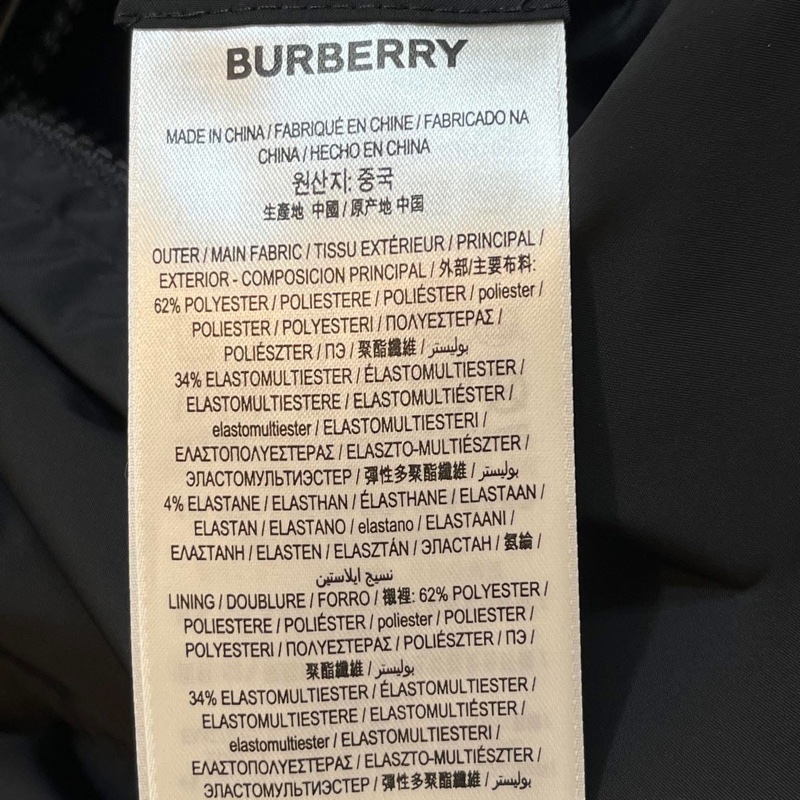 BURBERRY
MADE IN CHINA / FABRIQUÉ EN CHINE / FABRICADO NA
CHINA / HECHO EN CHINA
원산지: 중국
生產地 中國 / 原产地 中国
OUTER / MAIN FABRIC / TISSU EXTÉRIEUR / PRINCIPAL /
EXTERIOR - COMPOSICION PRINCIPAL / 外部/主要布料:
62% POLYESTER / POLIESTERE / POLIÉSTER / poliester /
POLIESTER / POLYESTERI / ΠΟΛΥΕΣΤΕΡΑΣ /
POLIÉSZTER / ПЭ / 聚酯纖維 / بوليستر
34% ELASTOMULTIESTER / ÉLASTOMULTIESTER /
ELASTOMULTIESTERE / ELASTOMULTIÉSTER /
elastomultiester / ELASTOMULTIESTERI /
ΕΛΑΣΤΟΠΟΛΥΕΣΤΕΡΑΣ / ELASZTO-MULTIÉSZTER /
ЭЛАСТОМУЛЬТИЭСТЕР / 彈性多聚酯纖維 / بوليستر
4% ELASTANE / ELASTHAN / ÉLASTHANE / ELASTAAN /
ELASTAN / ELASTANO / elastano / ELASTAANI /
ΕΛΑΣΤΑΝΗ / ELASTEN / ELASZTÁN / ЭЛАСТАН / 氨綸 /
نسيج ايلاستين
LINING / DOUBLURE / FORRO / 襯裡: 62% POLYESTER /
POLIESTERE / POLIÉSTER / poliester / POLIESTER /
POLYESTERI / ΠΟΛΥΕΣΤΕΡΑΣ / POLIÉSZTER / ПЭ /
聚酯纖維 / بوليستر
34% ELASTOMULTIESTER / ÉLASTOMULTIESTER /
ELASTOMULTIESTERE / ELASTOMULTIÉSTER /
elastomultiester / ELASTOMULTIESTERI /
ΕΛΑΣΤΟΠΟΛΥΕΣΤΕΡΑΣ / ELASZTO-MULTIÉSZTER /
ЭЛАСТОМУЛЬТИЭСТЕР / 彈性多聚酯纖維 / بوليستر